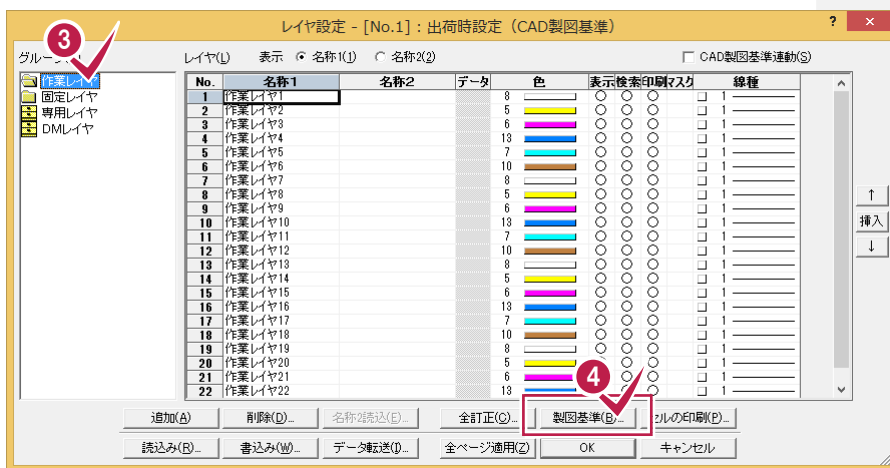 レイヤ設定 - [No.1]：出荷時設定（CAD製図基準） ? ×
3
レイヤ(L) 表示 名称1(1) 名称2(2) CAD製図基準連動(S)
作業レイヤ
固定レイヤ
専用レイヤ
DMレイヤ
No. 名称1 名称2 データ 色 表示 検索 印刷 マスク 線種
1 作業レイヤ1 8 1
2 作業レイヤ2 5 1
3 作業レイヤ3 6 1
4 作業レイヤ4 13 1
5 作業レイヤ5 7 1
6 作業レイヤ6 10 1
7 作業レイヤ7 8 1
8 作業レイヤ8 5 1
9 作業レイヤ9 6 1
10 作業レイヤ10 13 1
11 作業レイヤ11 7 1
12 作業レイヤ12 10 1
13 作業レイヤ13 8 1
14 作業レイヤ14 5 1
15 作業レイヤ15 6 1
16 作業レイヤ16 13 1
17 作業レイヤ17 7 1
18 作業レイヤ18 10 1
19 作業レイヤ19 8 1
20 作業レイヤ20 5 1
21 作業レイヤ21 6 1
22 作業レイヤ22 13 1
↑
挿入
↓
4
追加(A) 削除(D)... 名称2読込(E)... 全訂正(C)... 製図基準(B)... セルの印刷(P)...
読込み(R)... 書込み(W)... データ転送(I)... 全ページ適用(Z) OK キャンセル